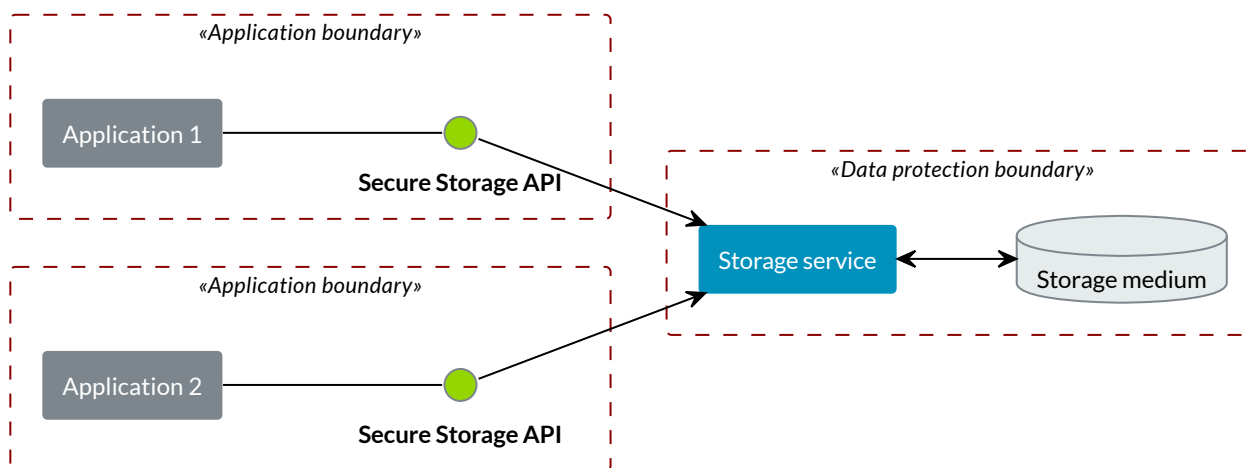 «Application boundary»
Application 1
Secure Storage API
«Data protection boundary»
Storage service
Storage medium
«Application boundary»
Application 2
Secure Storage API